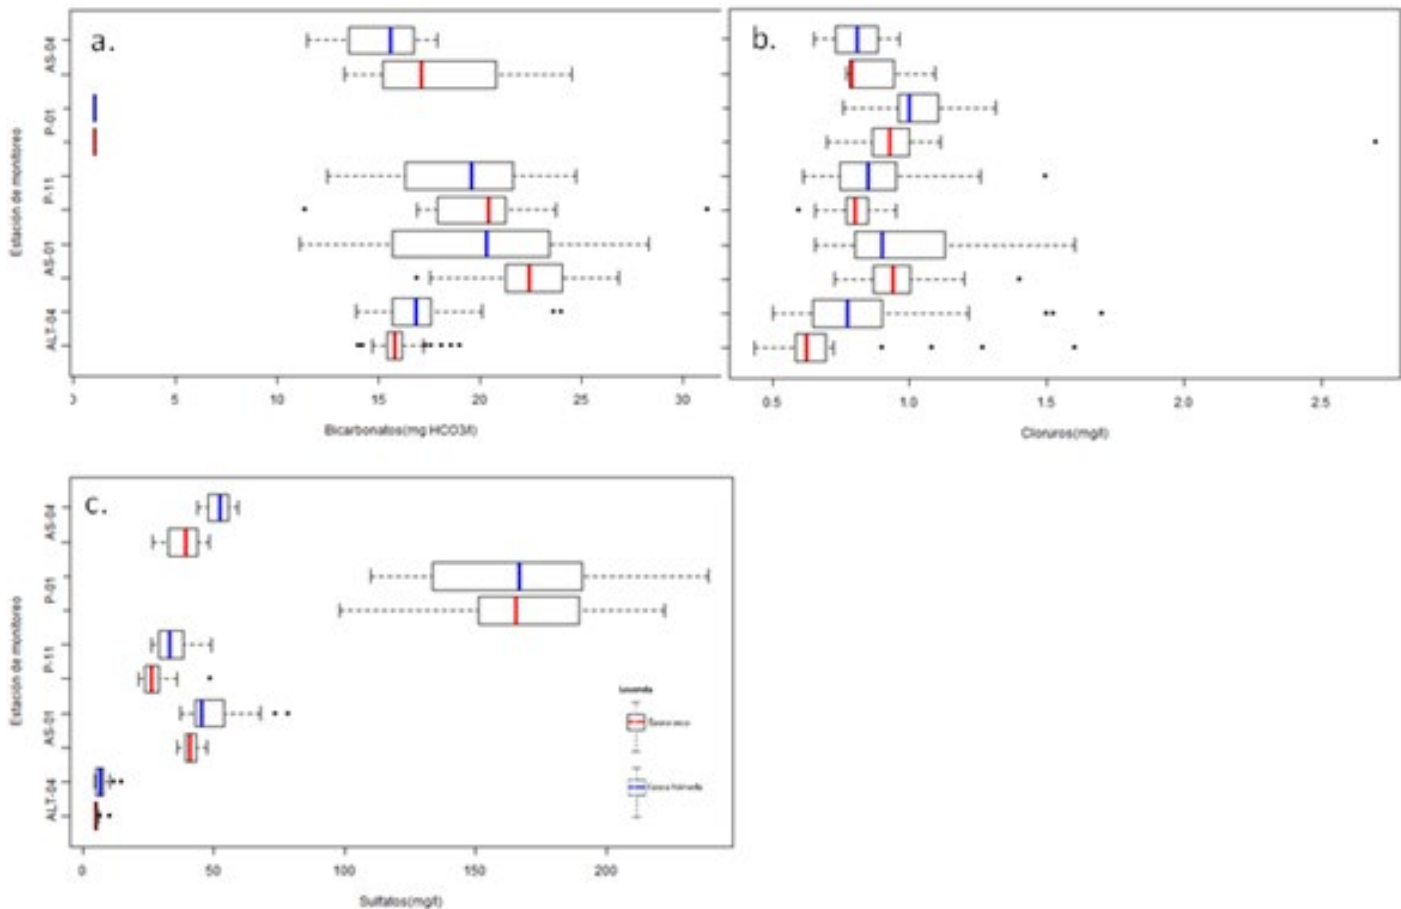 a.
AS-04
P-01
P-11
AS-01
ALT-04
Estación de monitoreo
5 10 15 20 25 30
Bicarbonatos(mg HCO3/l)
b.
0.5 1.0 1.5 2.0 2.5
Cloruros(mg/l)
c.
AS-04
P-01
P-11
AS-01
ALT-04
Estación de monitoreo
0 50 100 150 200
Sulfatos(mg/l)